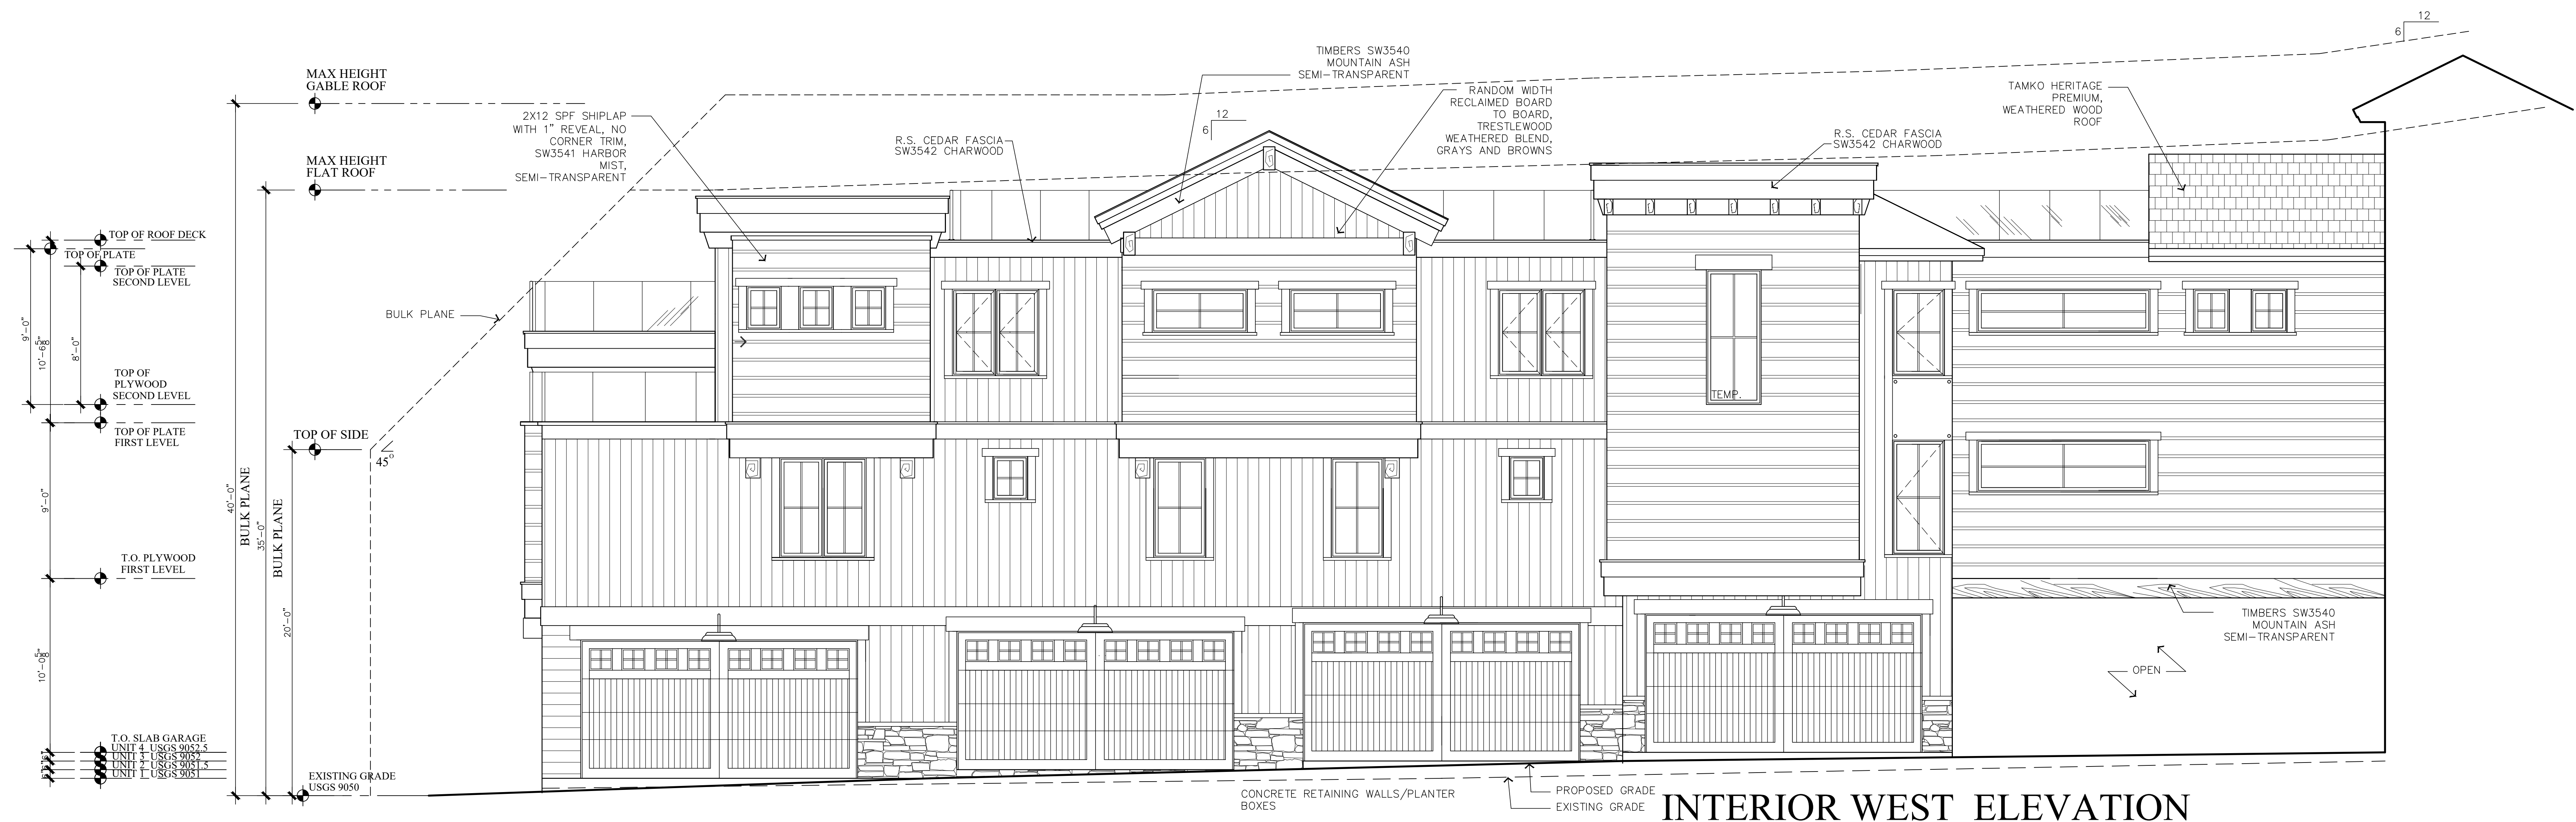 12
6
TIMBERS SW3540
MOUNTAIN ASH
SEMI-TRANSPARENT
MAX HEIGHT
GABLE ROOF
RANDOM WIDTH
RECLAIMED BOARD
TO BOARD,
TRESTLEWOOD
WEATHERED BLEND,
GRAYS AND BROWNS
TAMKO HERITAGE
PREMIUM,
WEATHERED WOOD
ROOF
2X12 SPF SHIPLAP
WITH 1" REVEAL, NO
CORNER TRIM,
SW3541 HARBOR
MIST,
SEMI-TRANSPARENT
12
6
R.S. CEDAR FASCIA
SW3542 CHARWOOD
R.S. CEDAR FASCIA
SW3542 CHARWOOD
MAX HEIGHT
FLAT ROOF
TOP OF ROOF DECK
TOP OF PLATE
TOP OF PLATE
SECOND LEVEL
BULK PLANE
9'-0"
10'-6 5/8"
8'-0"
TOP OF
PLYWOOD
SECOND LEVEL
TEMP.
TOP OF PLATE
FIRST LEVEL
TOP OF SIDE
45°
40'-0"
BULK PLANE
35'-0"
BULK PLANE
20'-0"
9'-0"
T.O. PLYWOOD
FIRST LEVEL
10'-0 5/8"
TIMBERS SW3540
MOUNTAIN ASH
SEMI-TRANSPARENT
OPEN
T.O. SLAB GARAGE
UNIT 4 USGS 9052.5
UNIT 3 USGS 9052
UNIT 2 USGS 9051.5
UNIT 1 USGS 9051
EXISTING GRADE
USGS 9050
CONCRETE RETAINING WALLS/PLANTER
BOXES
PROPOSED GRADE
EXISTING GRADE
INTERIOR WEST ELEVATION